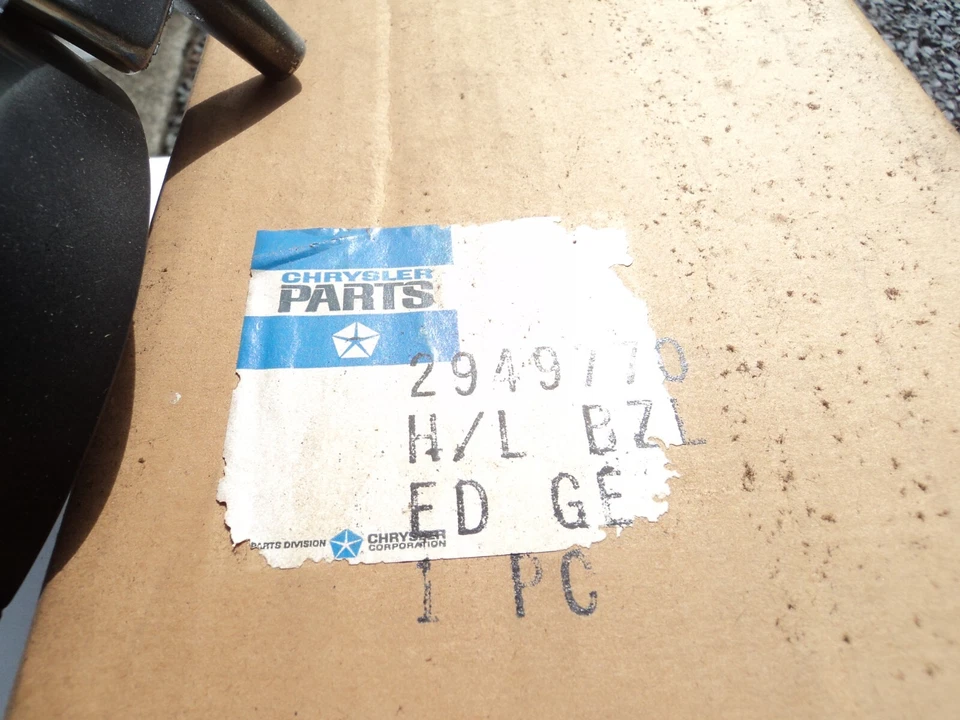 CHRYSLER
PARTS
2949770
H/L BZL
ED GE
1 PC
PARTS DIVISION CHRYSLER
CORPORATION